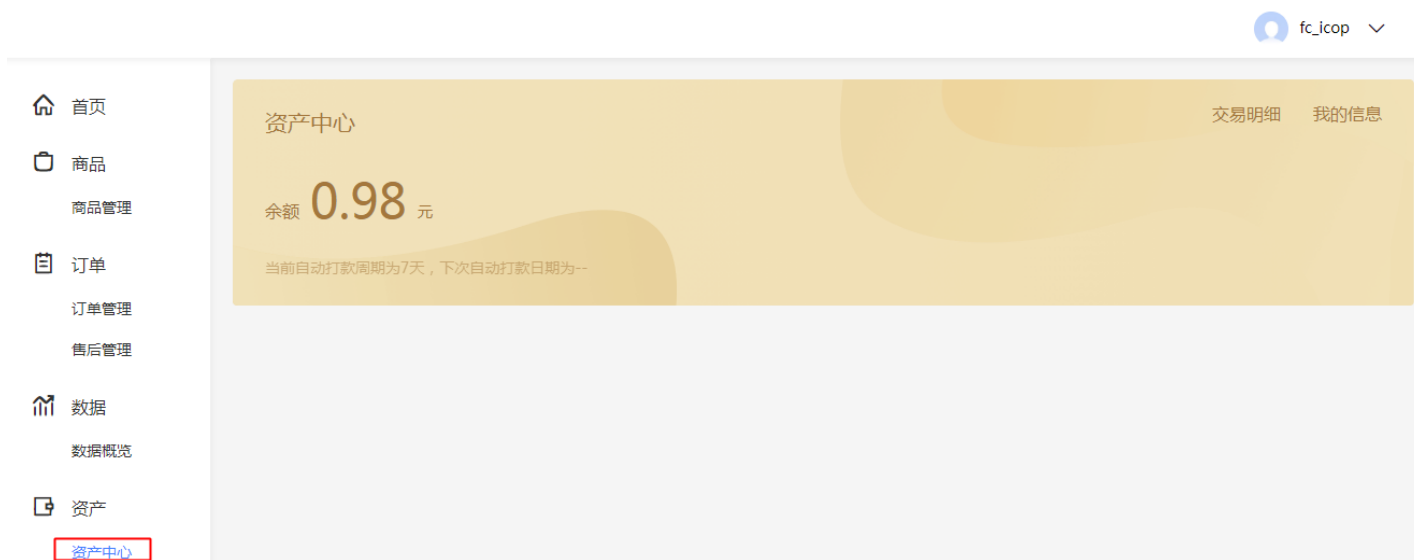 fc_icop
首页
商品
商品管理
订单
订单管理
售后管理
数据
数据概览
资产
资产中心
资产中心
交易明细 我的信息
余额 0.98 元
当前自动打款周期为7天，下次自动打款日期为--